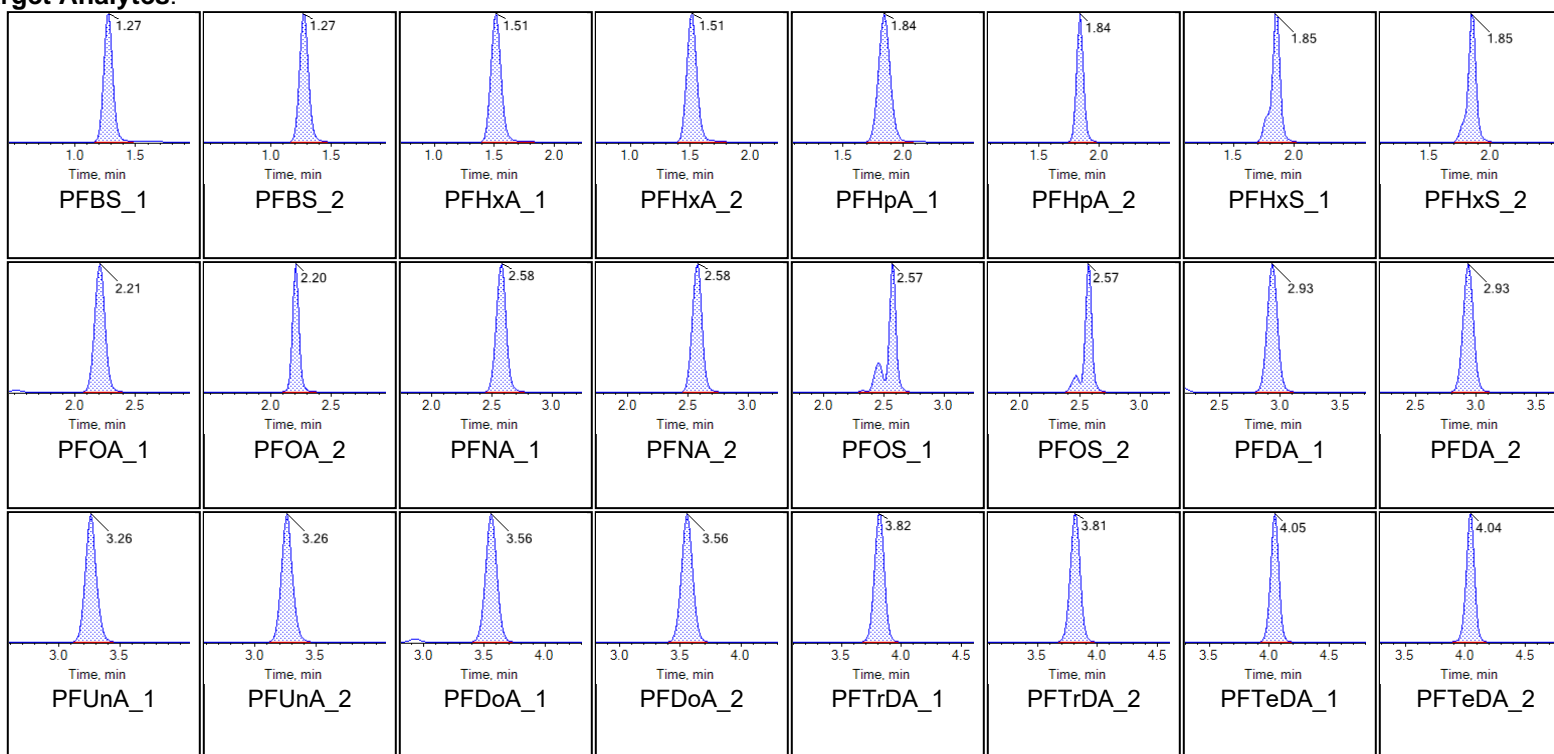 rget Analytes:
1.27 1.27 1.51 1.51 1.84 1.84 1.85 1.85
1.0 1.5 1.0 1.5 1.0 1.5 2.0 1.0 1.5 2.0 1.5 2.0 1.5 2.0 1.5 2.0 1.5 2.0
Time, min Time, min Time, min Time, min Time, min Time, min Time, min Time, min
PFBS_1 PFBS_2 PFHxA_1 PFHxA_2 PFHpA_1 PFHpA_2 PFHxS_1 PFHxS_2
2.21 2.20 2.58 2.58 2.57 2.57 2.93 2.93
2.0 2.5 2.0 2.5 2.0 2.5 3.0 2.0 2.5 3.0 2.0 2.5 3.0 2.0 2.5 3.0 2.5 3.0 3.5 2.5 3.0 3.5
Time, min Time, min Time, min Time, min Time, min Time, min Time, min Time, min
PFOA_1 PFOA_2 PFNA_1 PFNA_2 PFOS_1 PFOS_2 PFDA_1 PFDA_2
3.26 3.26 3.56 3.56 3.82 3.81 4.05 4.04
3.0 3.5 3.0 3.5 3.0 3.5 4.0 3.0 3.5 4.0 3.5 4.0 4.5 3.5 4.0 4.5 3.5 4.0 4.5 3.5 4.0 4.5
Time, min Time, min Time, min Time, min Time, min Time, min Time, min Time, min
PFUnA_1 PFUnA_2 PFDoA_1 PFDoA_2 PFTrDA_1 PFTrDA_2 PFTeDA_1 PFTeDA_2